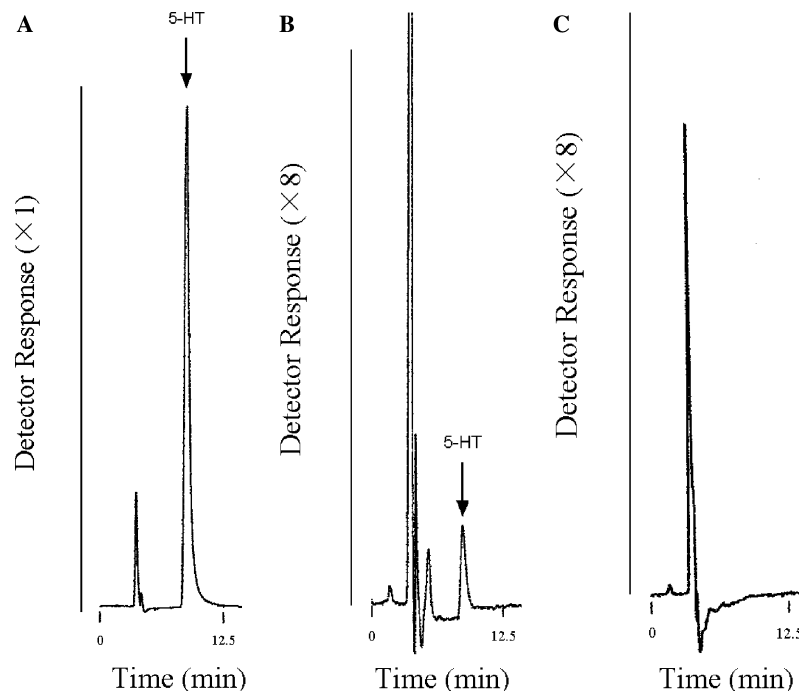 A
5-HT
Detector Response (×1)
0
12.5
Time (min)
B
Detector Response (×8)
5-HT
0
12.5
Time (min)
C
Detector Response (×8)
0
12.5
Time (min)